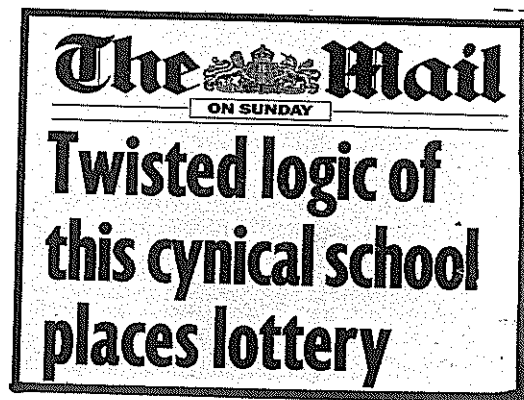 The Mail
ON SUNDAY
Twisted logic of
this cynical school
places lottery